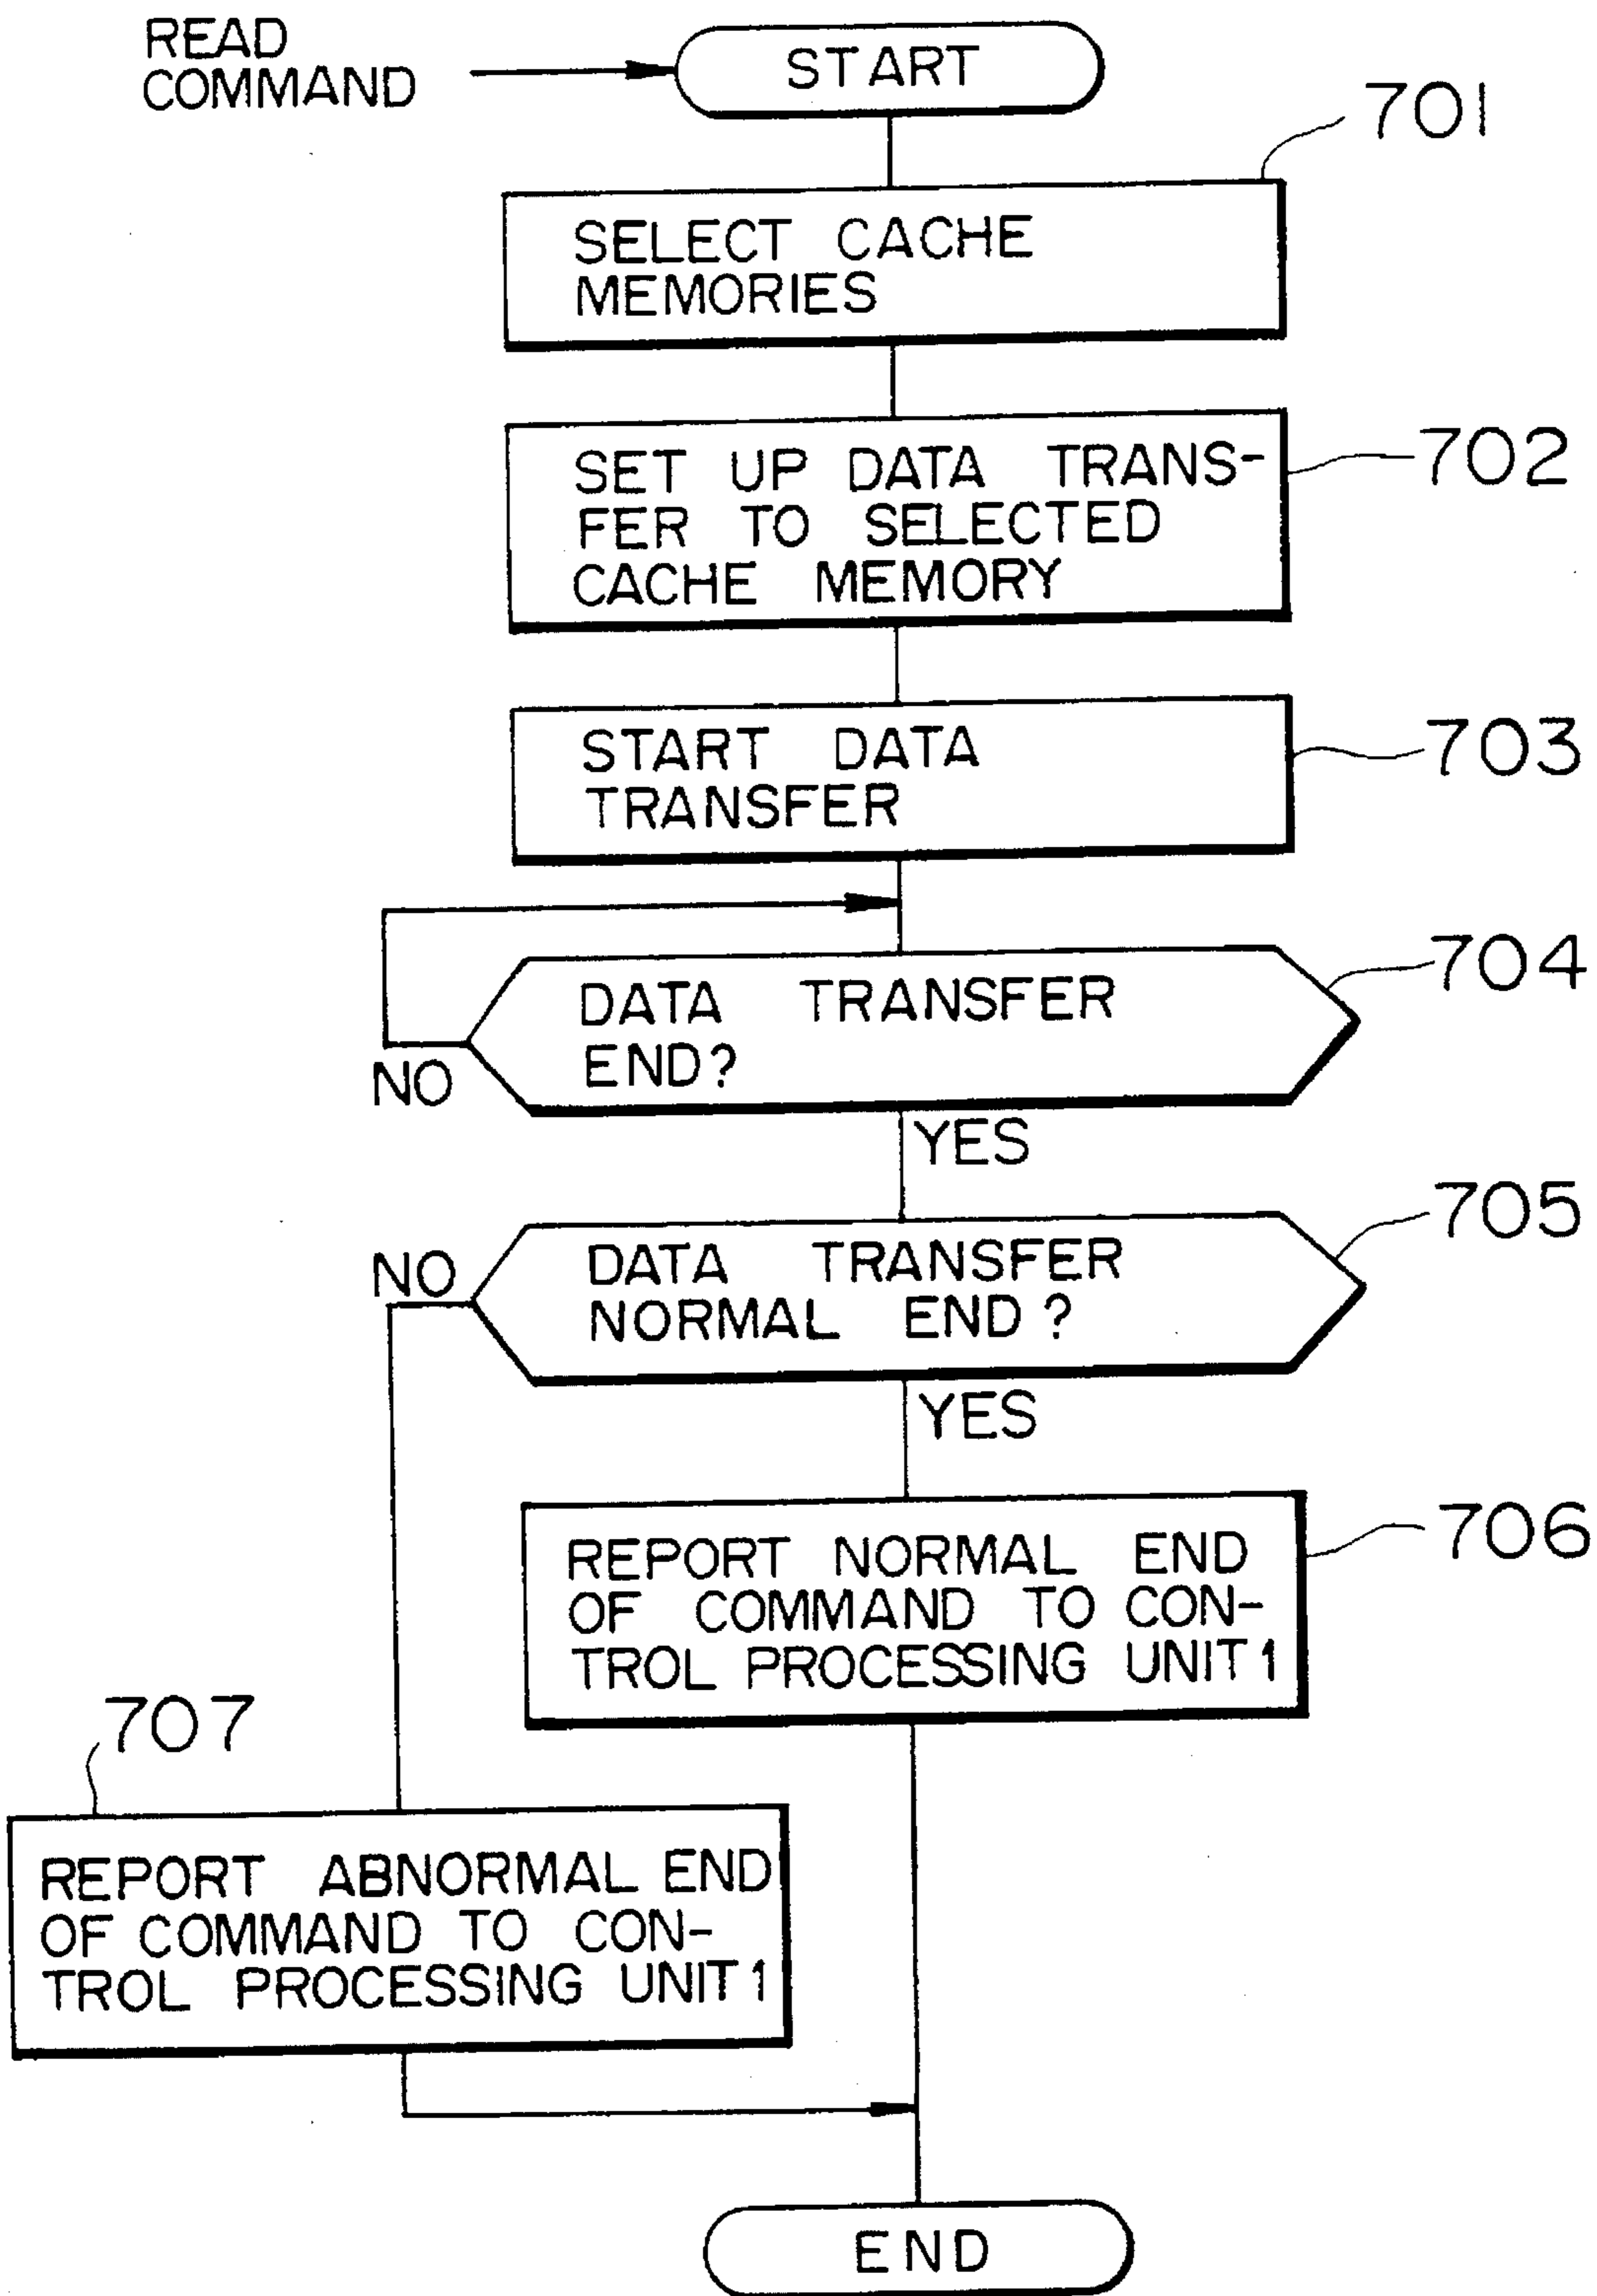 READ
COMMAND
START
701
SELECT CACHE
MEMORIES
702
SET UP DATA TRANS-
FER TO SELECTED
CACHE MEMORY
703
START DATA
TRANSFER
704
DATA TRANSFER
END?
NO
YES
705
NO
DATA TRANSFER
NORMAL END?
YES
706
REPORT NORMAL END
OF COMMAND TO CON-
TROL PROCESSING UNIT 1
707
REPORT ABNORMAL END
OF COMMAND TO CON-
TROL PROCESSING UNIT 1
END